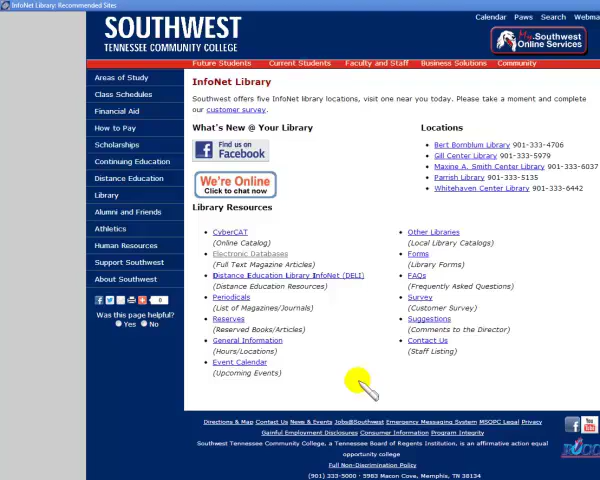 InfoNet Library: Recommended Sites
SOUTHWEST
TENNESSEE COMMUNITY COLLEGE
Calendar Paws Search Webma
My.Southwest
Online Services
Future Students Current Students Faculty and Staff Business Solutions Community
Areas of Study
Class Schedules
Financial Aid
How to Pay
Scholarships
Continuing Education
Distance Education
Library
Alumni and Friends
Athletics
Human Resources
Support Southwest
About Southwest
0
Was this page helpful?
Yes No
InfoNet Library
Southwest offers five InfoNet library locations, visit one near you today. Please take a moment and complete
our customer survey.
What's New @ Your Library
Find us on
Facebook
We're Online
Click to chat now
Locations
Bert Bornblum Library 901-333-4706
Gill Center Library 901-333-5979
Maxine A. Smith Center Library 901-333-6037
Parrish Library 901-333-5135
Whitehaven Center Library 901-333-6442
Library Resources
CyberCAT
(Online Catalog)
Electronic Databases
(Full Text Magazine Articles)
Distance Education Library InfoNet (DELI)
(Distance Education Resources)
Periodicals
(List of Magazines/Journals)
Reserves
(Reserved Books/Articles)
General Information
(Hours/Locations)
Event Calendar
(Upcoming Events)
Other Libraries
(Local Library Catalogs)
Forms
(Library Forms)
FAQs
(Frequently Asked Questions)
Survey
(Customer Survey)
Suggestions
(Comments to the Director)
Contact Us
(Staff Listing)
Directions & Map Contact Us News & Events Jobs@Southwest Emergency Messaging System MSOPC Legal Privacy
Gainful Employment Disclosures Consumer Information Program Integrity
Southwest Tennessee Community College, a Tennessee Board of Regents Institution, is an affirmative action equal
opportunity college
Full Non-Discrimination Policy
(901) 333-5000 · 5983 Macon Cove, Memphis, TN 38134
You